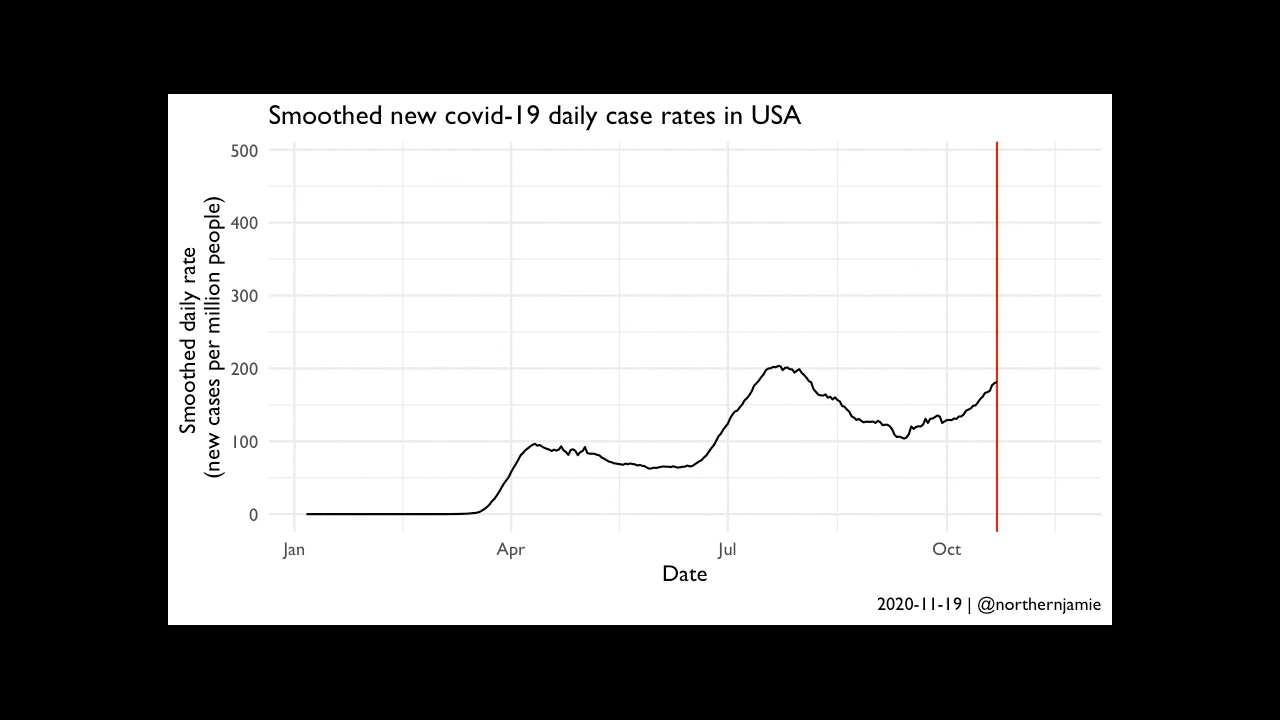 Smoothed new covid-19 daily case rates in USA
500
400
300
200
100
0
Smoothed daily rate
(new cases per million people)
Jan
Apr
Jul
Oct
Date
2020-11-19 | @northernjamie